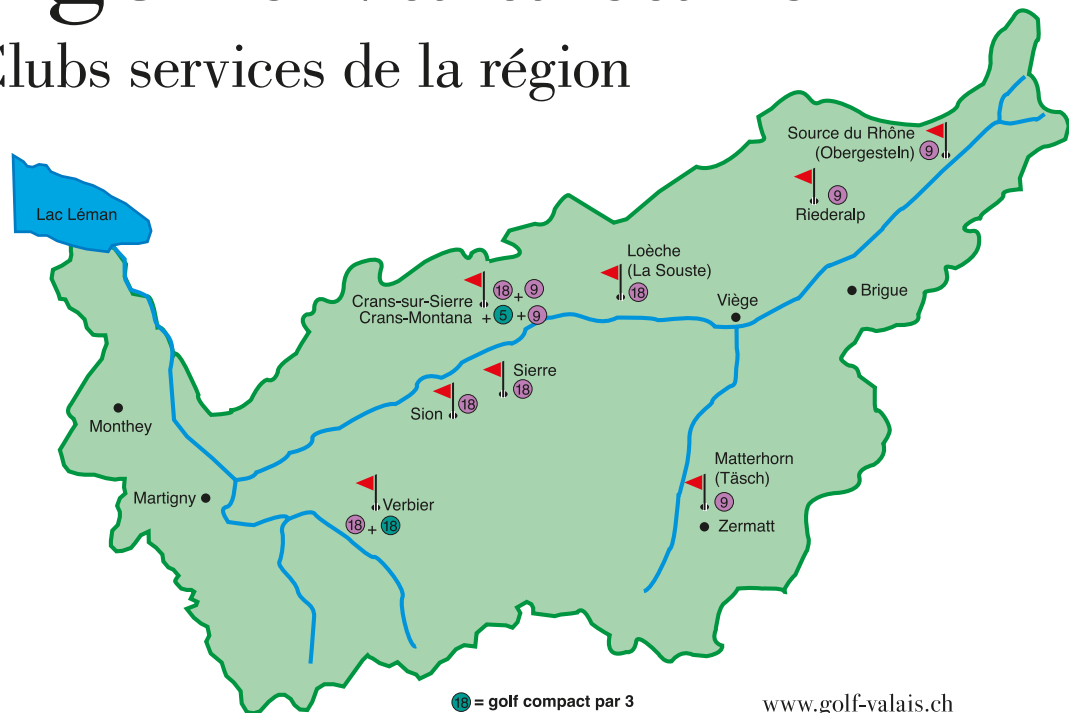 Clubs services de la région
Source du Rhône
(Obergesteln) 9
9
Riederalp
Lac Léman
Loèche
(La Souste)
18
Crans-sur-Sierre 18 + 9
Crans-Montana + 5 + 9
Viège
Brigue
Sierre
18
Sion 18
Monthey
Matterhorn
(Täsch)
9
Martigny
Verbier
18 + 18
Zermatt
18 = golf compact par 3
www.golf-valais.ch